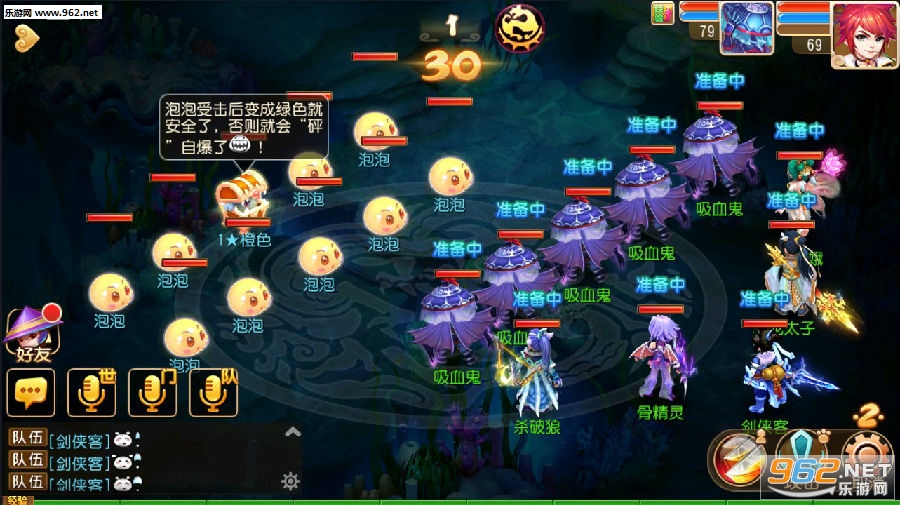 乐游网 www.962.net
1
30
79
69
泡泡受击后变成绿色就
安全了，否则就会“砰
”自爆了！
准备中
准备中
准备中
准备中
准备中
准备中
准备中
准备中
准备中
泡泡
泡泡
泡泡
泡泡
泡泡
泡泡
泡泡
泡泡
泡泡
1★橙色
吸血鬼
吸血鬼
吸血鬼
吸血
吸血鬼
太子
杀破狼
骨精灵
剑侠客
好友
世
门
队
队伍 [剑侠客]
队伍 [剑侠客]
队伍 [剑侠客]
经验
2
962.NET
乐游网